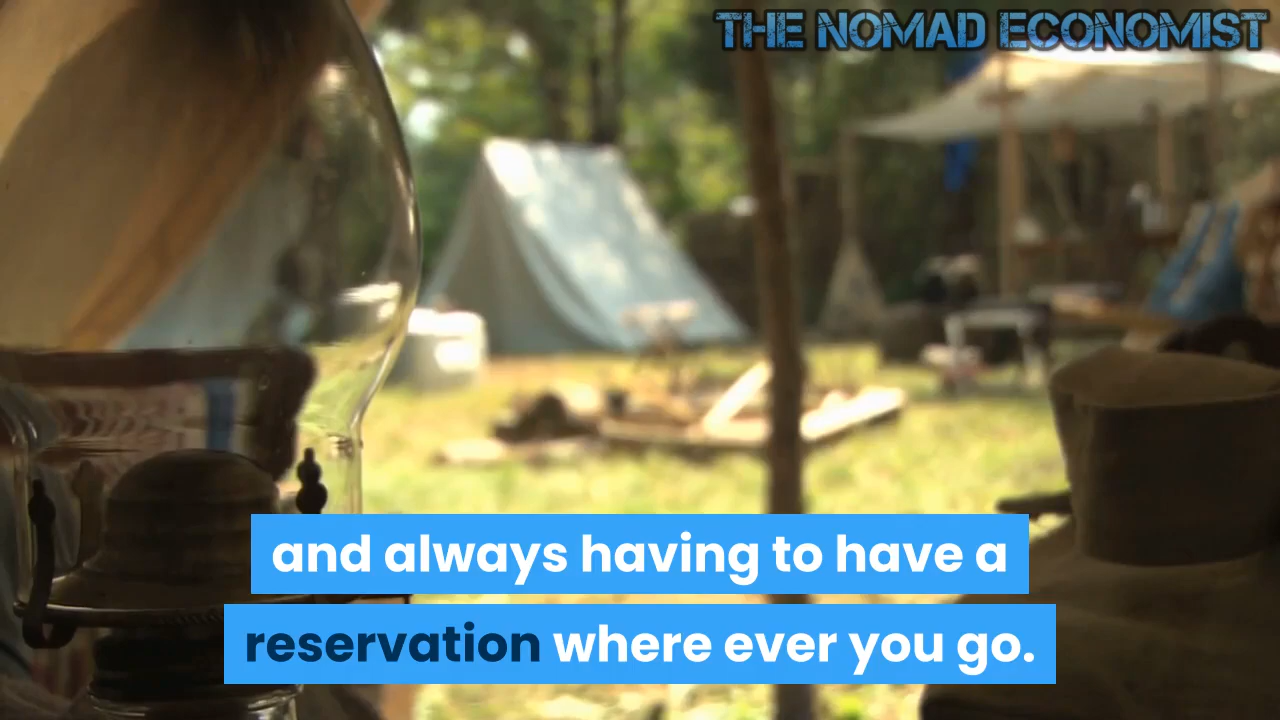 THE NOMAD ECONOMIST
and always having to have a
reservation where ever you go.